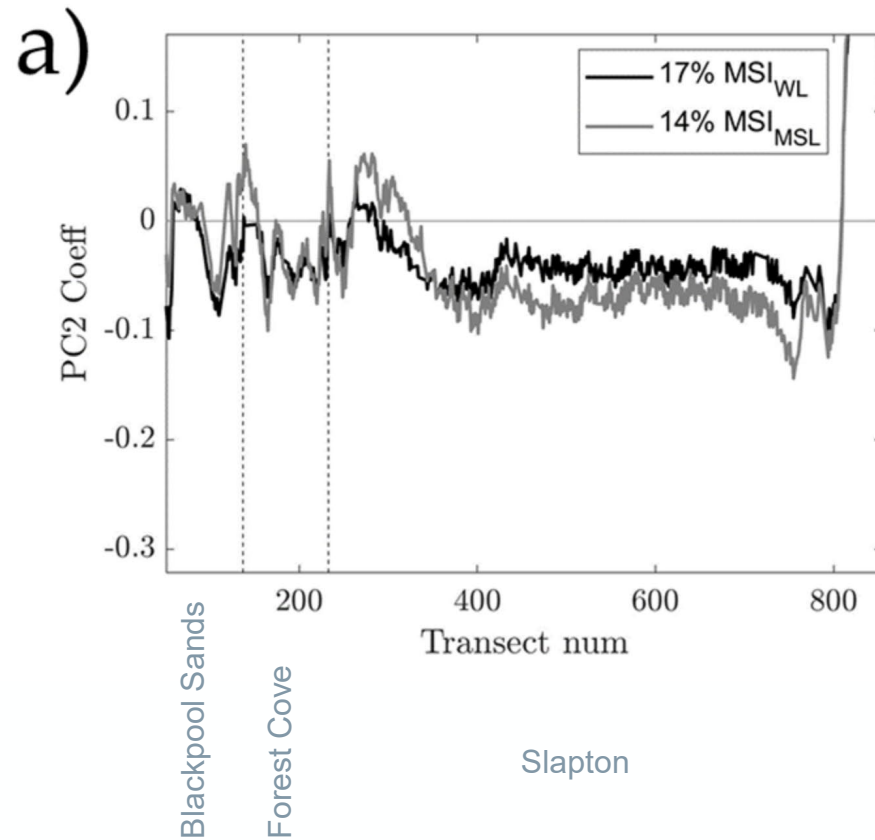 a)
17% MSI_WL
14% MSI_MSL
0.1
0
-0.1
-0.2
-0.3
PC2 Coeff
200 400 600 800
Transect num
Blackpool Sands
Forest Cove
Slapton